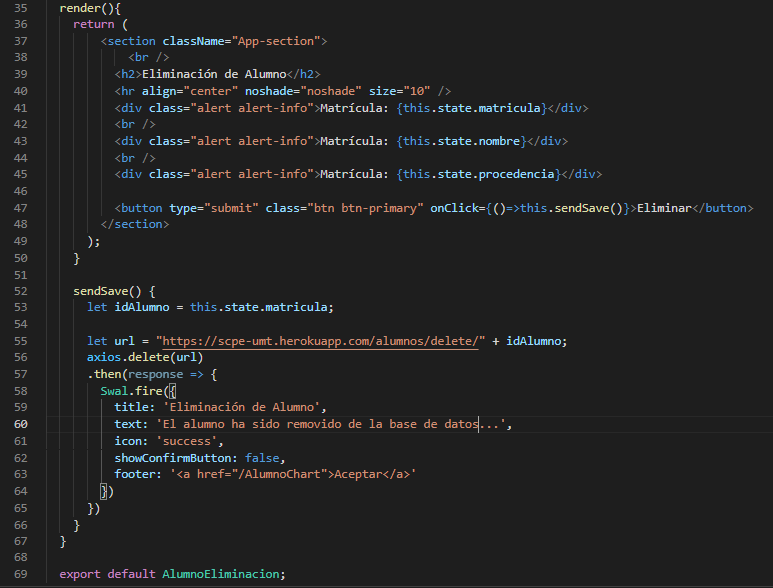 35 render(){
36 return (
37 <section className="App-section">
38 <br />
39 <h2>Eliminación de Alumno</h2>
40 <hr align="center" noshade="noshade" size="10" />
41 <div class="alert alert-info">Matrícula: {this.state.matricula}</div>
42 <br />
43 <div class="alert alert-info">Matrícula: {this.state.nombre}</div>
44 <br />
45 <div class="alert alert-info">Matrícula: {this.state.procedencia}</div>
46
47 <button type="submit" class="btn btn-primary" onClick={()=>this.sendSave()}>Eliminar</button>
48 </section>
49 );
50 }
51
52 sendSave() {
53 let idAlumno = this.state.matricula;
54
55 let url = "https://scpe-umt.herokuapp.com/alumnos/delete/" + idAlumno;
56 axios.delete(url)
57 .then(response => {
58 Swal.fire({
59 title: 'Eliminación de Alumno',
60 text: 'El alumno ha sido removido de la base de datos...',
61 icon: 'success',
62 showConfirmButton: false,
63 footer: '<a href="/AlumnoChart">Aceptar</a>'
64 })
65 })
66 }
67 }
68
69 export default AlumnoEliminacion;